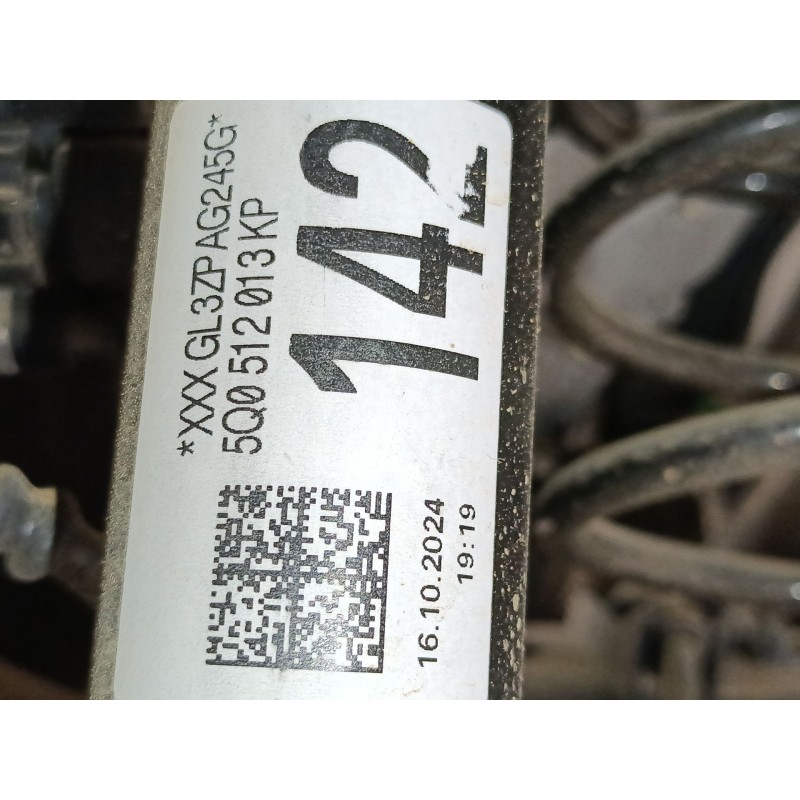 *XXX GL3ZP AG245G*
5Q0 512 013 KP
142
16.10.2024
19:19